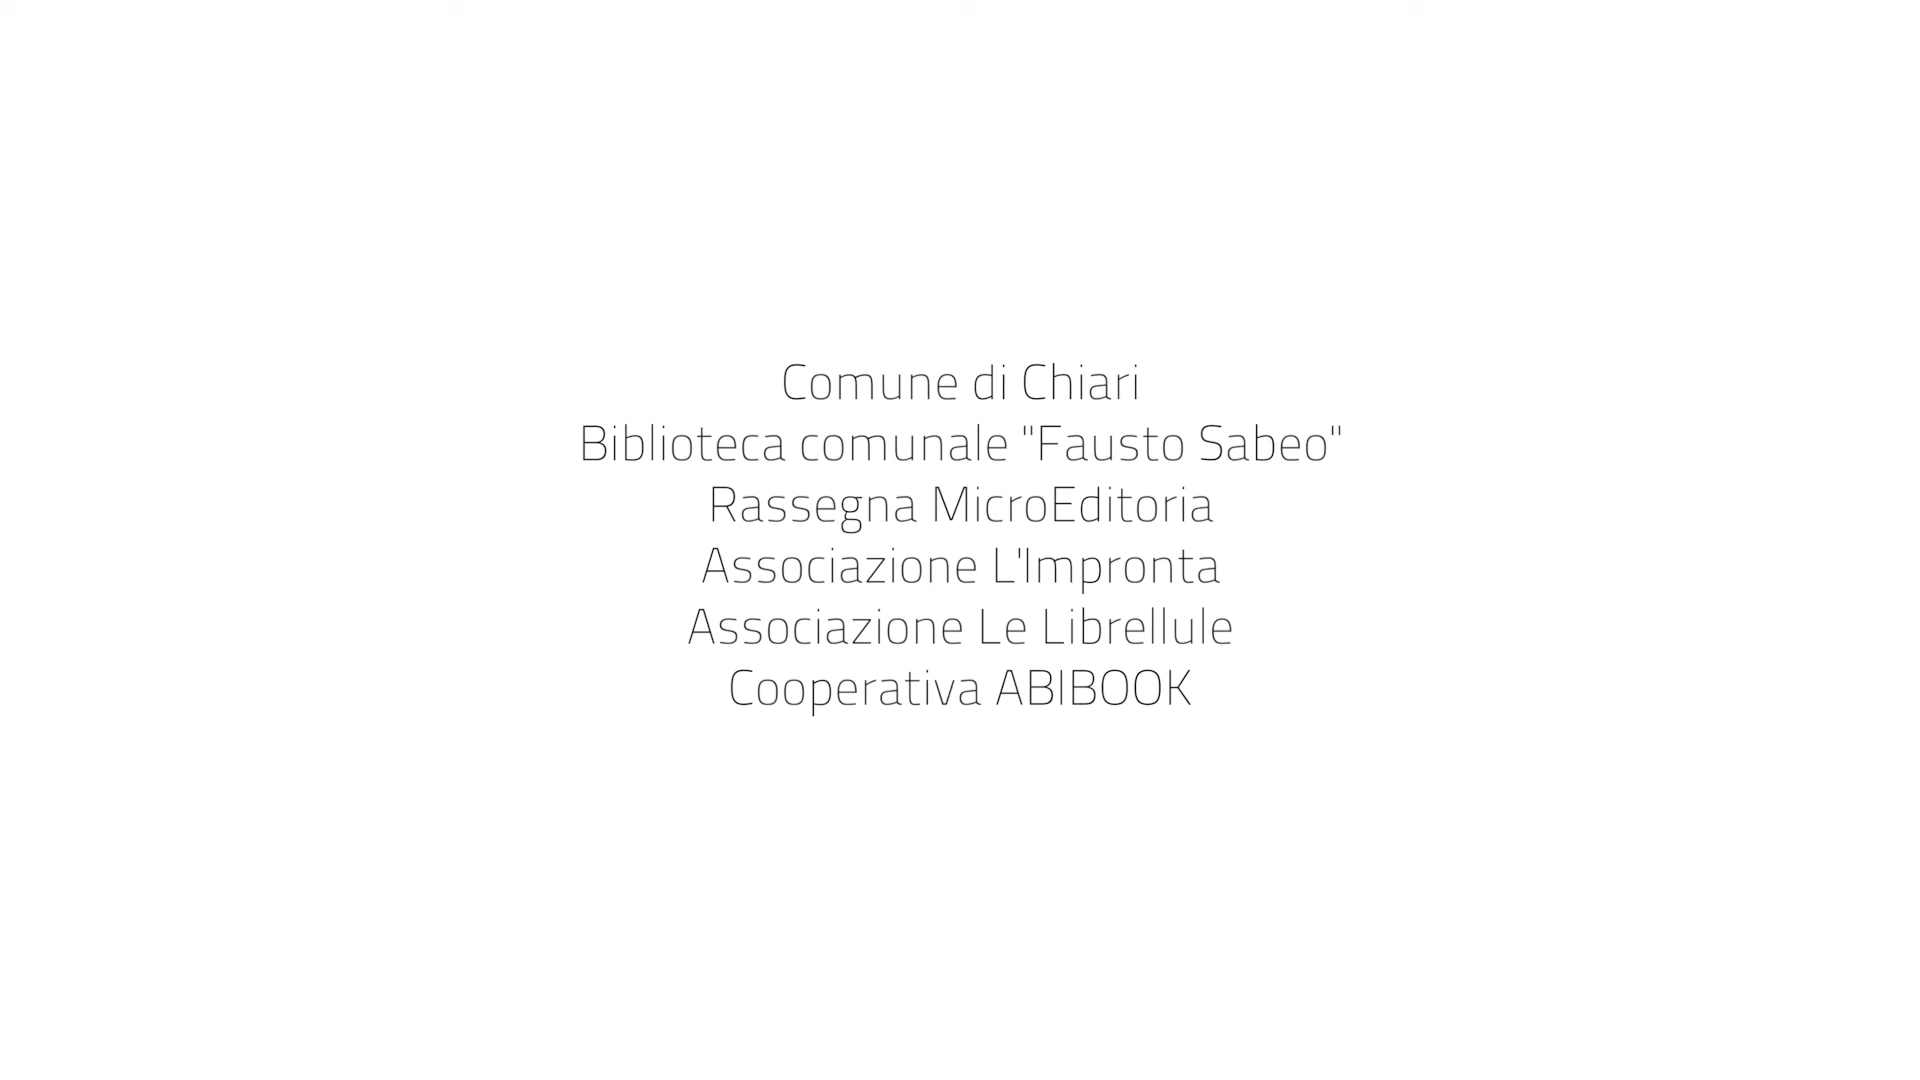 Comune di Chiari
Biblioteca comunale "Fausto Sabeo"
Rassegna MicroEditoria
Associazione L'Impronta
Associazione Le Librellule
Cooperativa ABIBOOK